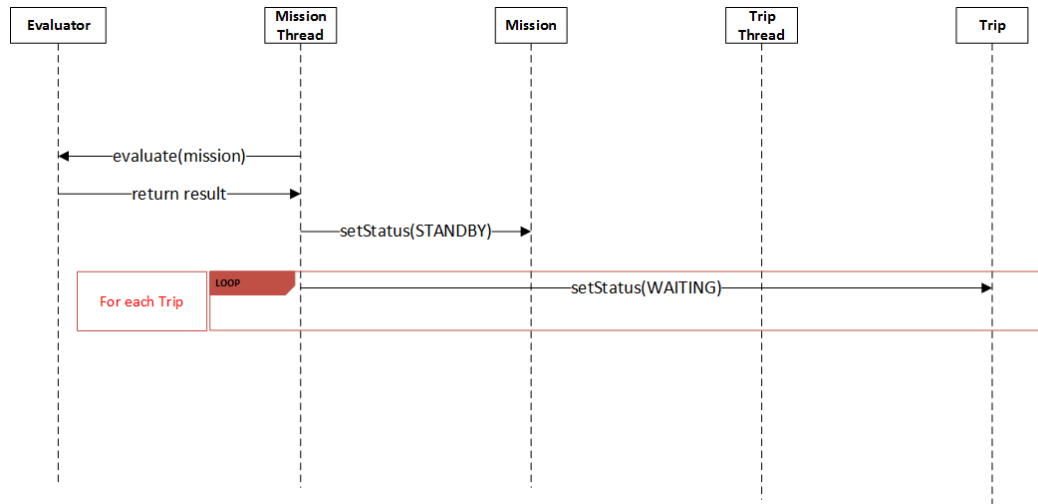 Evaluator
Mission
Thread
Mission
Trip
Thread
Trip
evaluate(mission)
return result
setStatus(STANDBY)
For each Trip
LOOP
setStatus(WAITING)